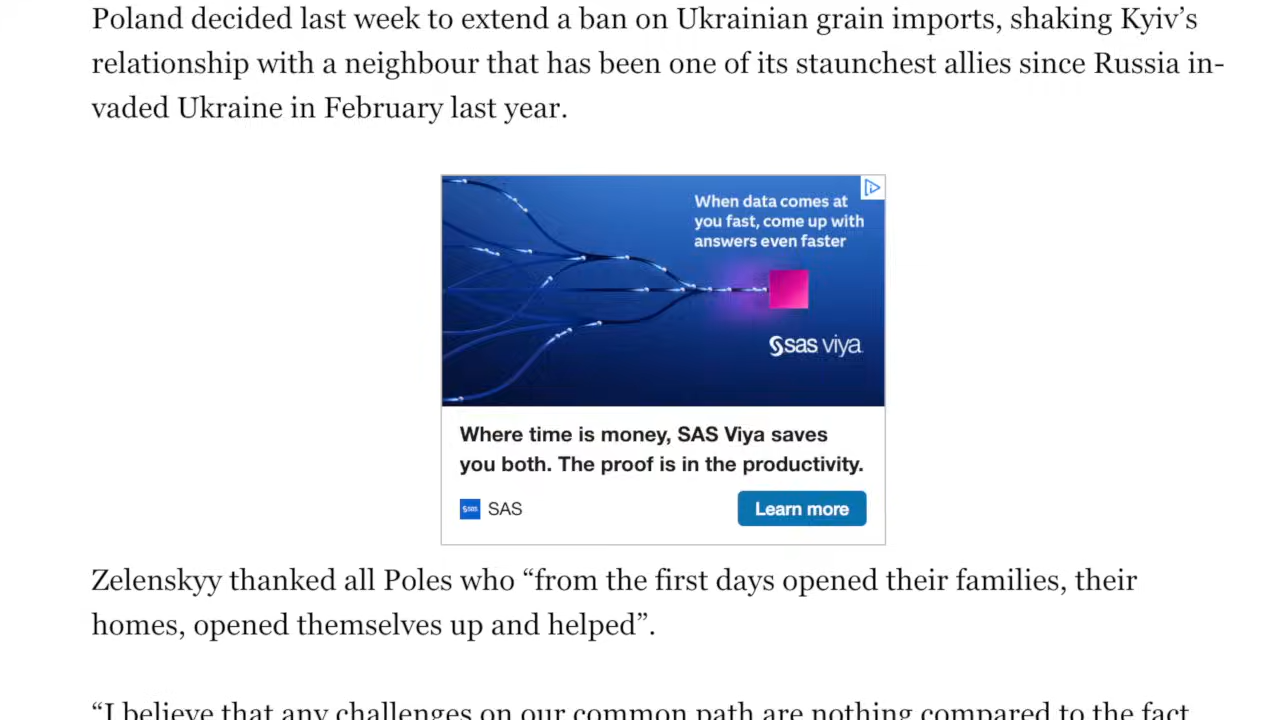 Poland decided last week to extend a ban on Ukrainian grain imports, shaking Kyiv’s
relationship with a neighbour that has been one of its staunchest allies since Russia in-
vaded Ukraine in February last year.
When data comes at
you fast, come up with
answers even faster
sas viya
Where time is money, SAS Viya saves
you both. The proof is in the productivity.
sas SAS
Learn more
Zelenskyy thanked all Poles who “from the first days opened their families, their
homes, opened themselves up and helped”.
“I believe that any challenges on our common path are nothing compared to the fact